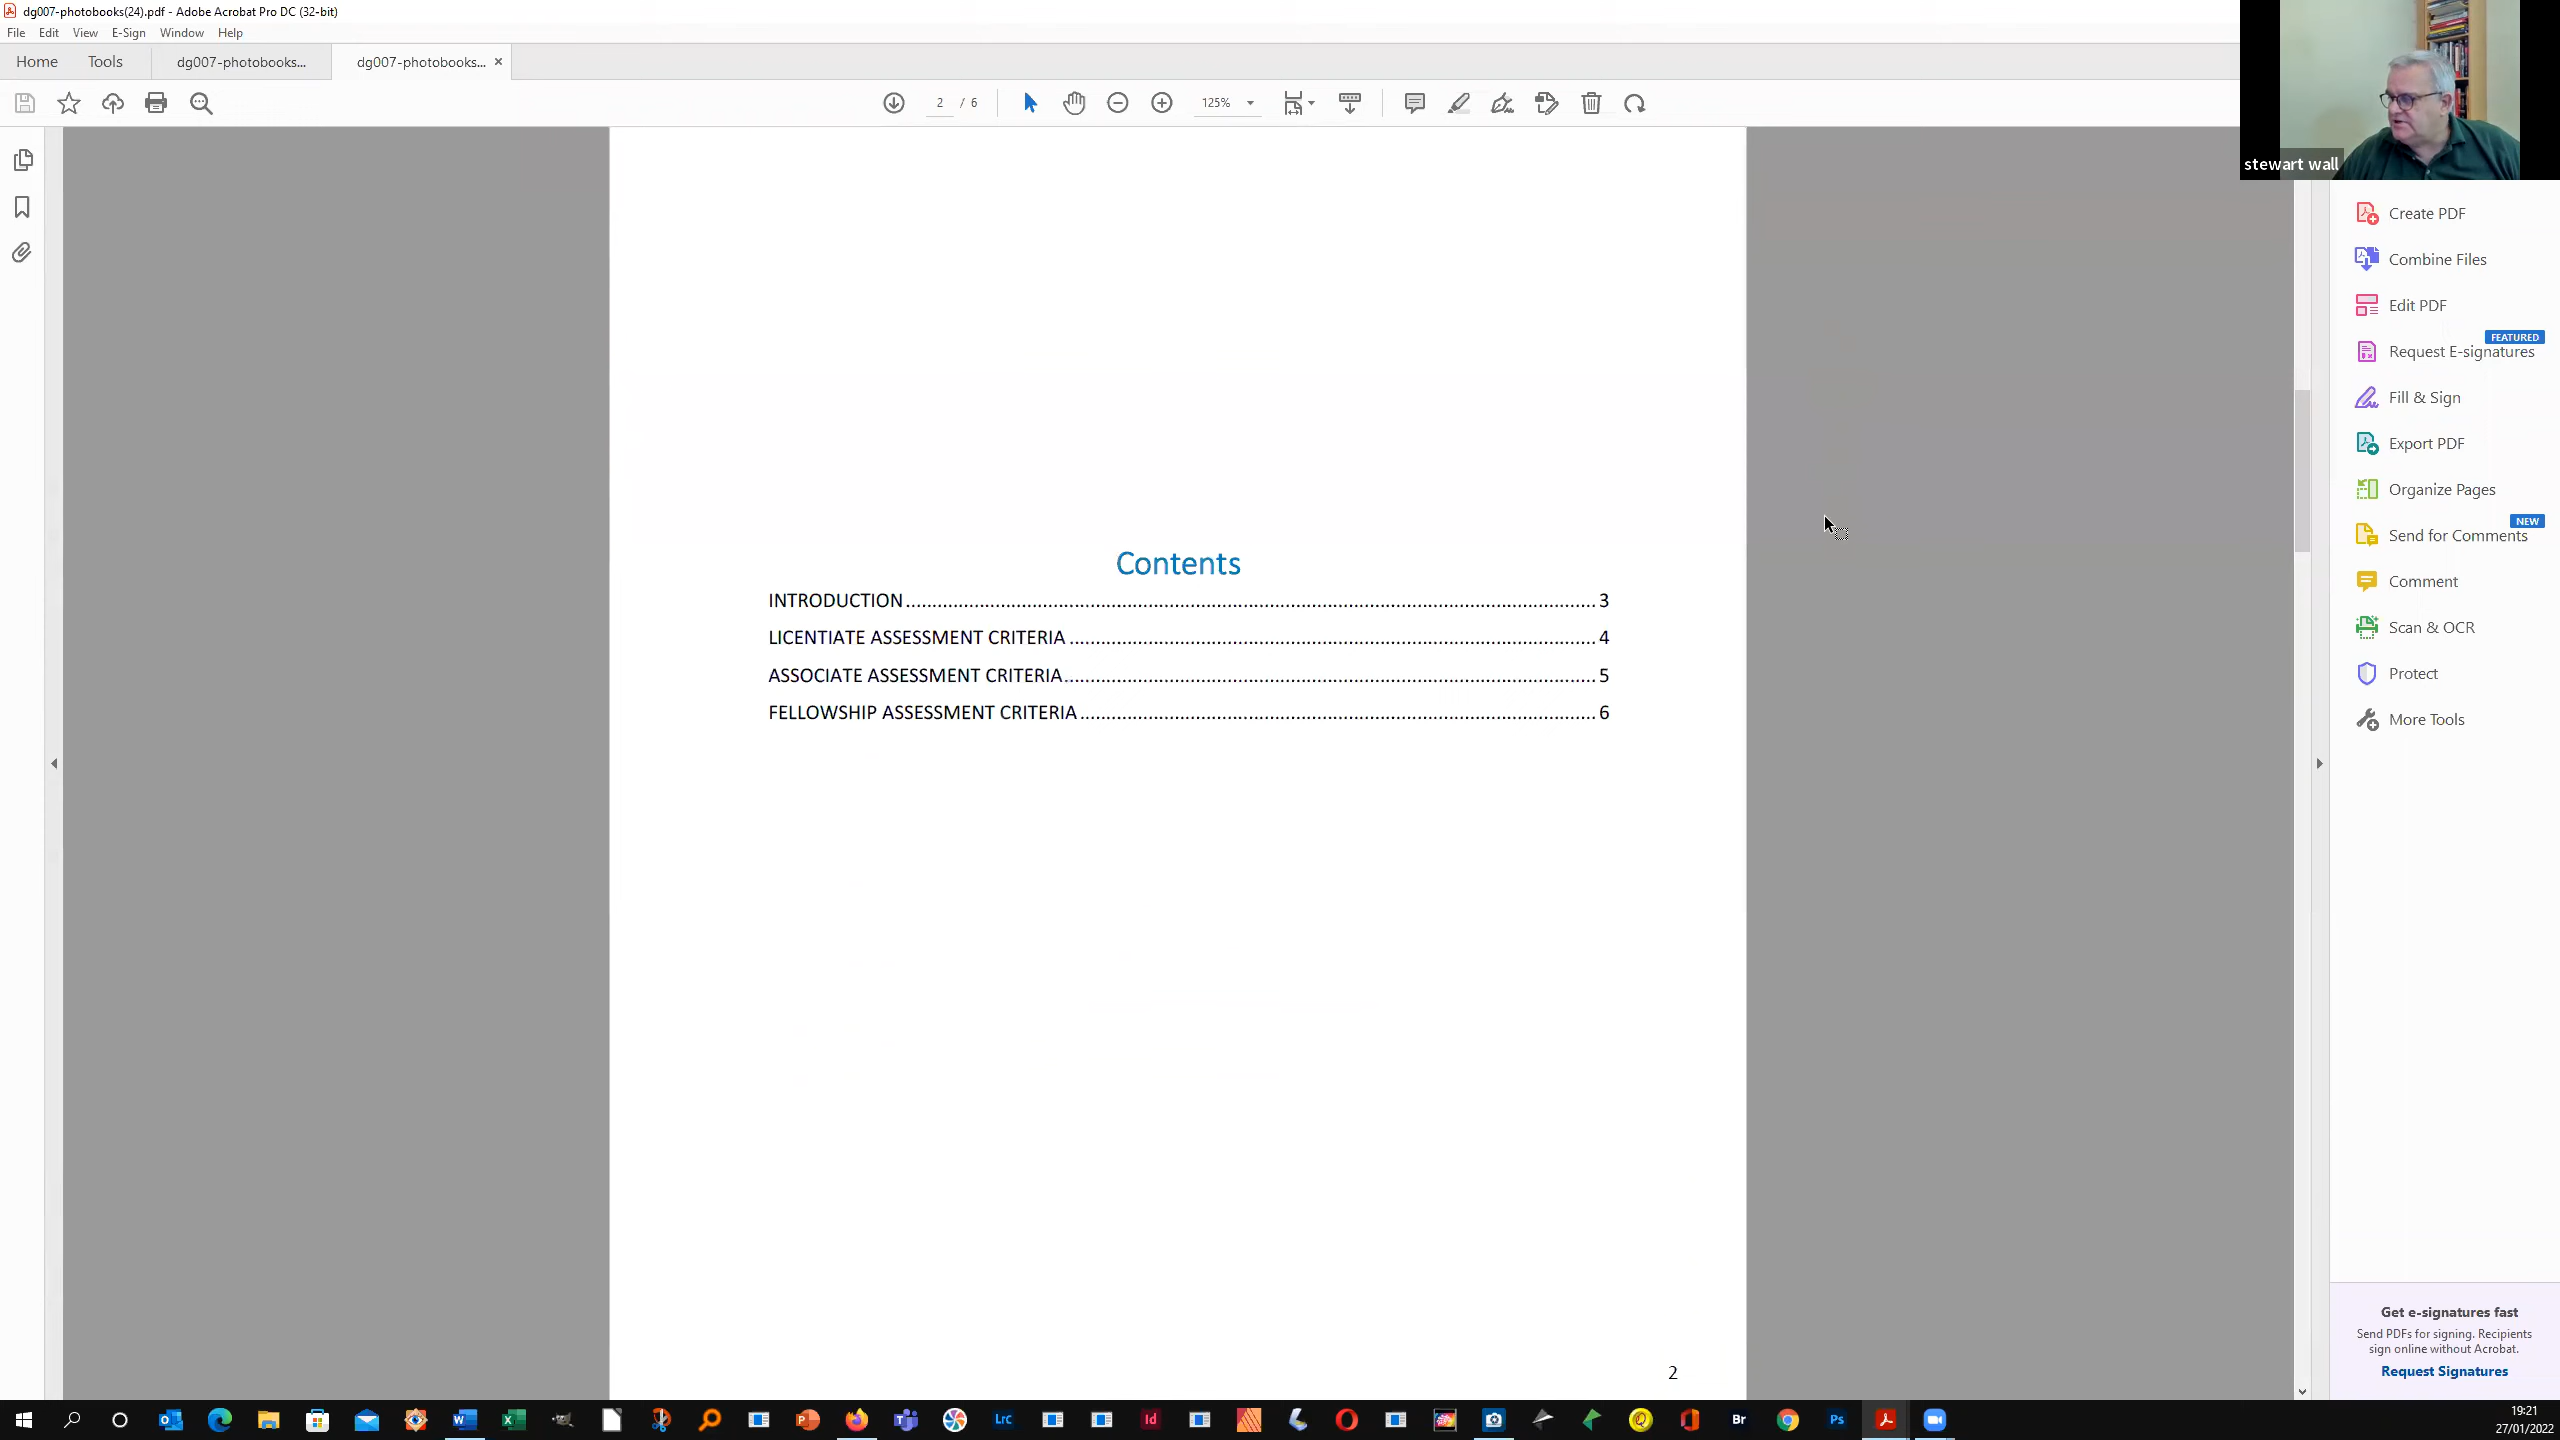 dg007-photobooks(24).pdf - Adobe Acrobat Pro DC (32-bit)
File Edit View E-Sign Window Help
Home Tools dg007-photobooks... dg007-photobooks... ×
2 / 6 125%
stewart wall
Create PDF
Combine Files
Edit PDF
FEATURED
Request E-signatures
Fill & Sign
Export PDF
Organize Pages
NEW
Send for Comments
Comment
Scan & OCR
Protect
More Tools
Contents
INTRODUCTION 3
LICENTIATE ASSESSMENT CRITERIA 4
ASSOCIATE ASSESSMENT CRITERIA 5
FELLOWSHIP ASSESSMENT CRITERIA 6
2
Get e-signatures fast
Send PDFs for signing. Recipients
sign online without Acrobat.
Request Signatures
LrC Id Br Ps
19:21
27/01/2022